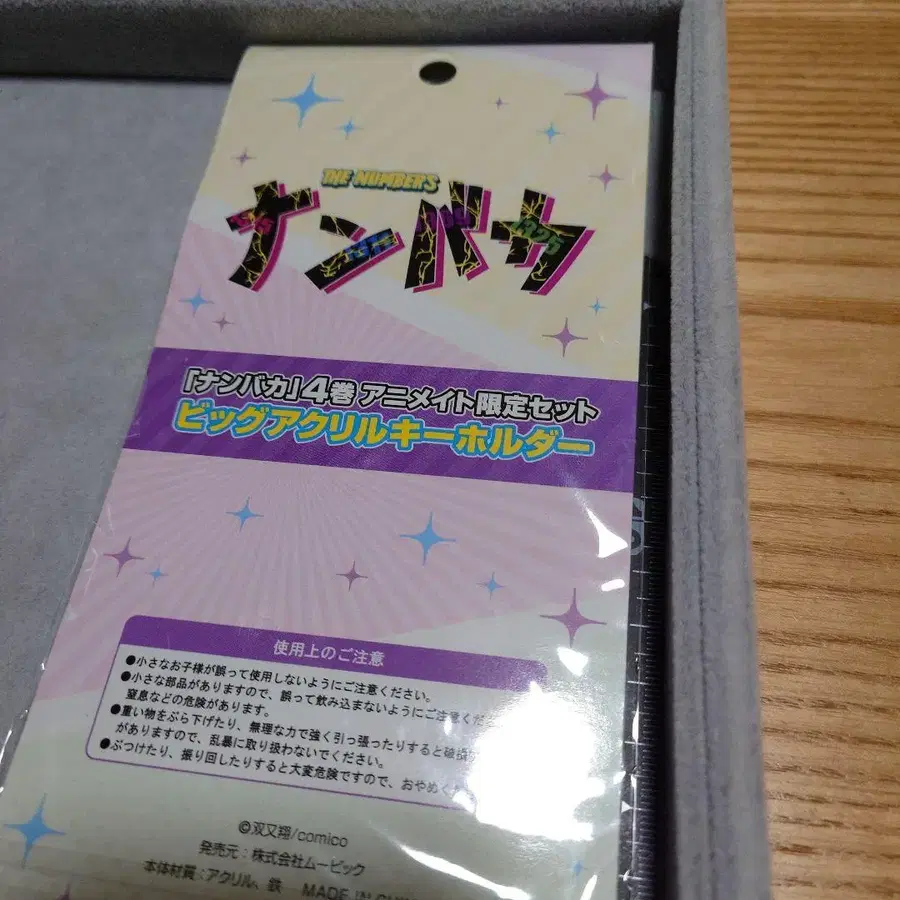 THE NUMBERS
ナンバカ
「ナンバカ」4巻 アニメイト限定セット
ビッグアクリルキーホルダー
使用上のご注意
●小さなお子様が誤って使用しないようにご注意ください。
●小さな部品がありますので、誤って飲み込まないようにご注意くだ
窒息などの危険があります。
●重い物をぶら下げたり、無理な力で強く引っ張ったりすると破損
がありますので、乱暴に取り扱わないでください。
●ぶつけたり、振り回したりすると大変危険ですので、おやめく
©双又翔/comico
発売元：株式会社ムービック
本体材質：アクリル、鉄 MADE IN